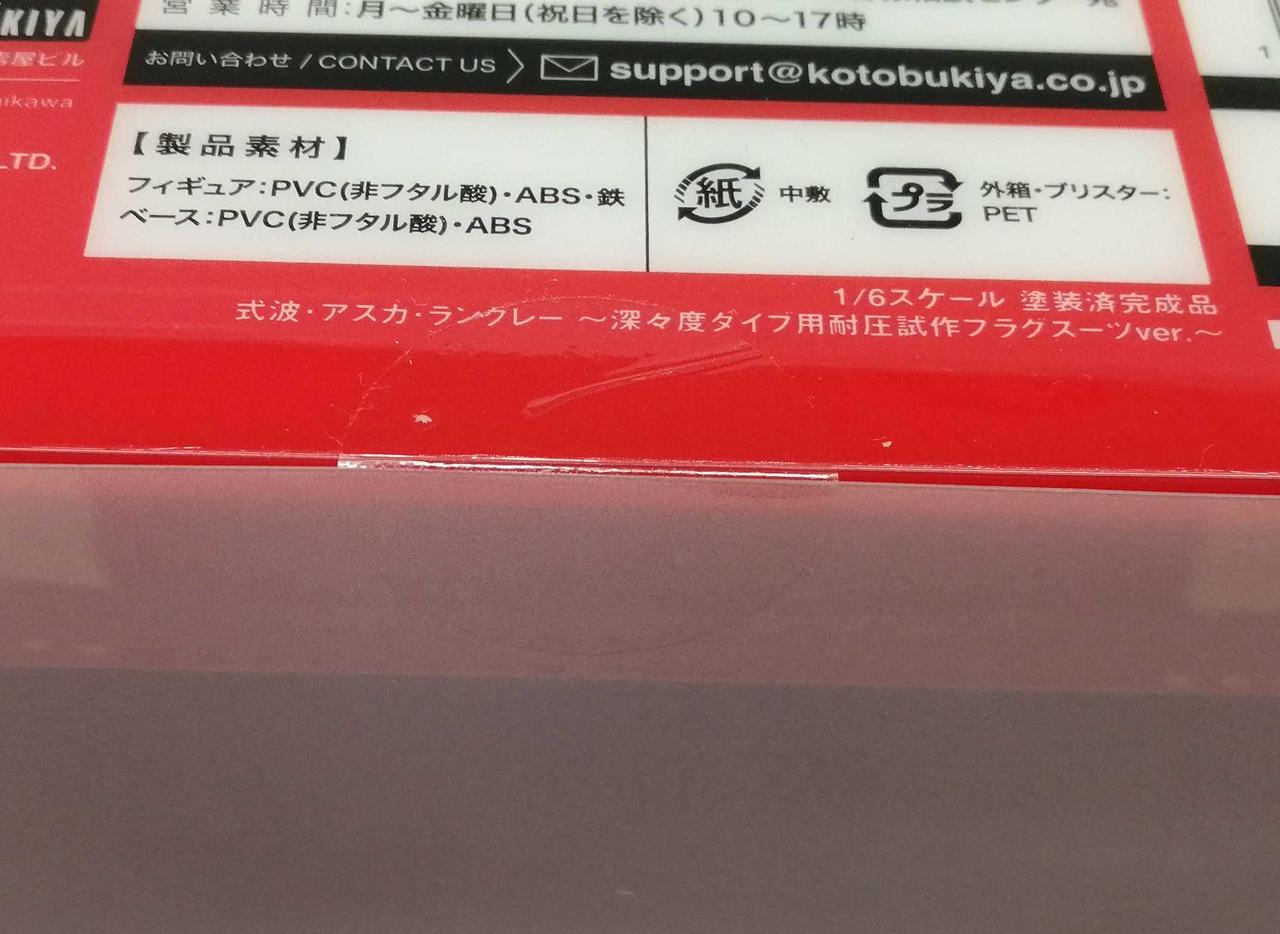 KIYA
営業時間:月～金曜日(祝日を除く)10～17時
屋ビル
お問い合わせ / CONTACT US
support@kotobukiya.co.jp
ikawa
LTD.
【製品素材】
フィギュア:PVC(非フタル酸)・ABS・鉄
ベース:PVC(非フタル酸)・ABS
紙 中敷
プラ 外箱・ブリスター:
PET
1/6スケール 塗装済完成品
式波・アスカ・ラングレー ～深々度ダイブ用耐圧試作プラグスーツver.～